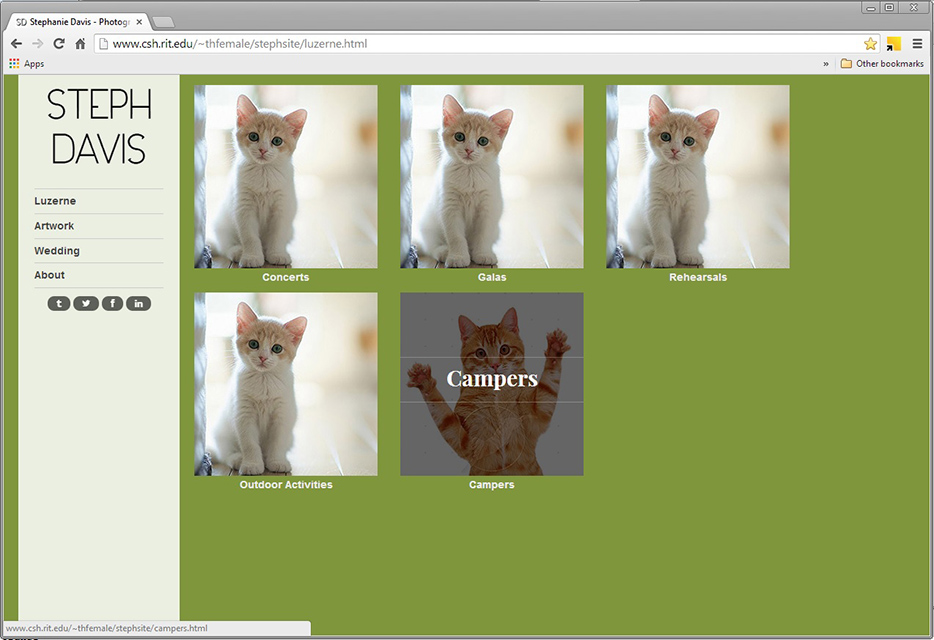 SD Stephanie Davis - Photogr
www.csh.rit.edu/~thfemale/stephsite/luzerne.html
Apps
» Other bookmarks
STEPH
DAVIS
Luzerne
Artwork
Wedding
About
Concerts
Galas
Rehearsals
Campers
Outdoor Activities
Campers
www.csh.rit.edu/~thfemale/stephsite/campers.html